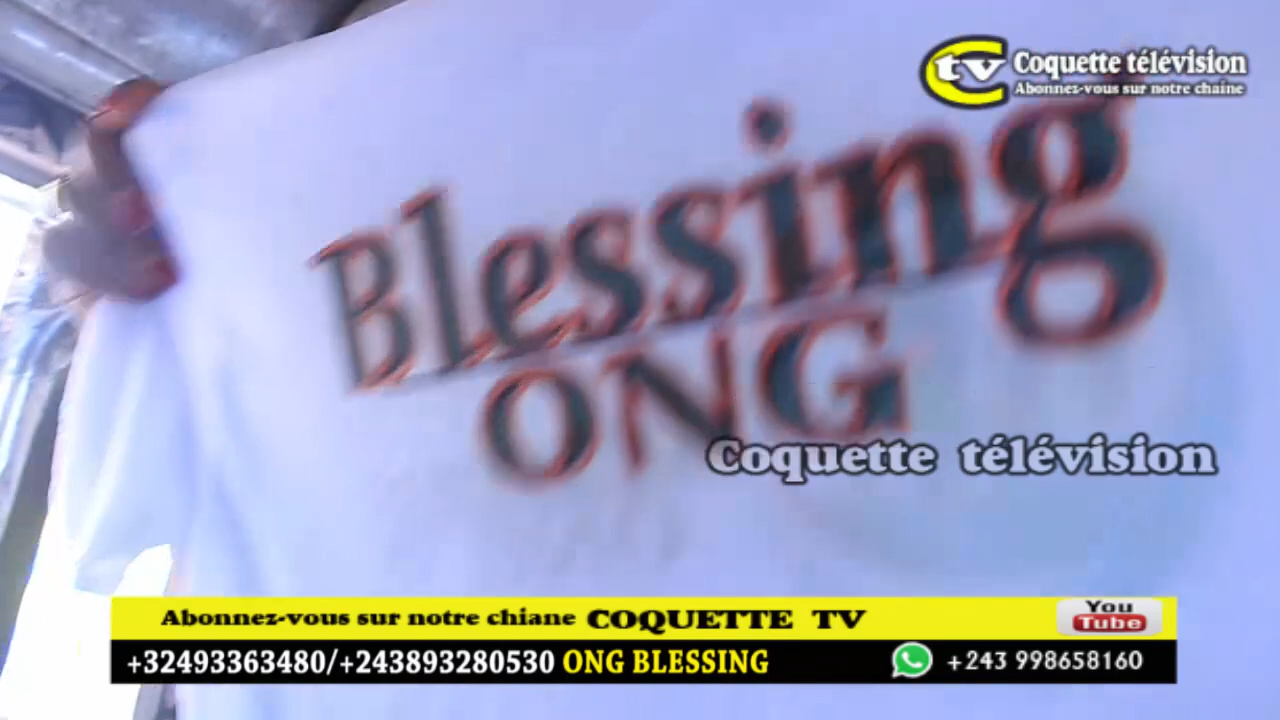 tv Coquette télévision
Abonnez-vous sur notre chaine
Blessing
ONG
Coquette télévision
Abonnez-vous sur notre chiane COQUETTE TV
You
Tube
+32493363480/+243893280530 ONG BLESSING
+243 998658160